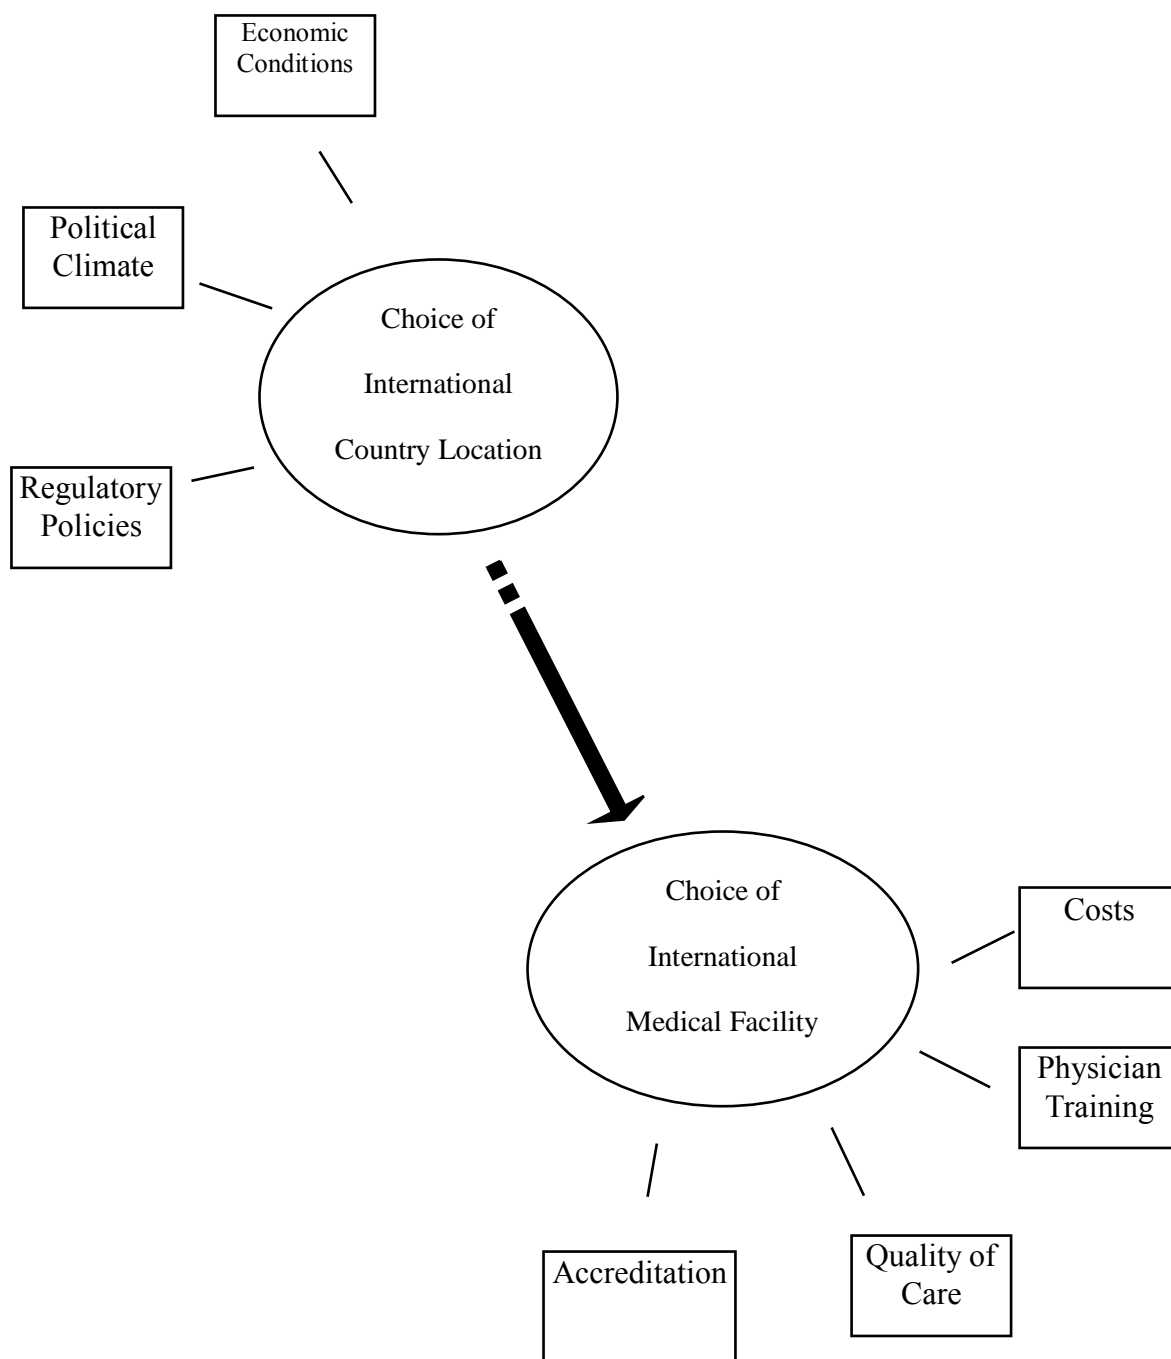 Economic
Conditions
Political
Climate
Choice of
International
Country Location
Regulatory
Policies
Choice of
International
Medical Facility
Costs
Physician
Training
Accreditation
Quality of
Care